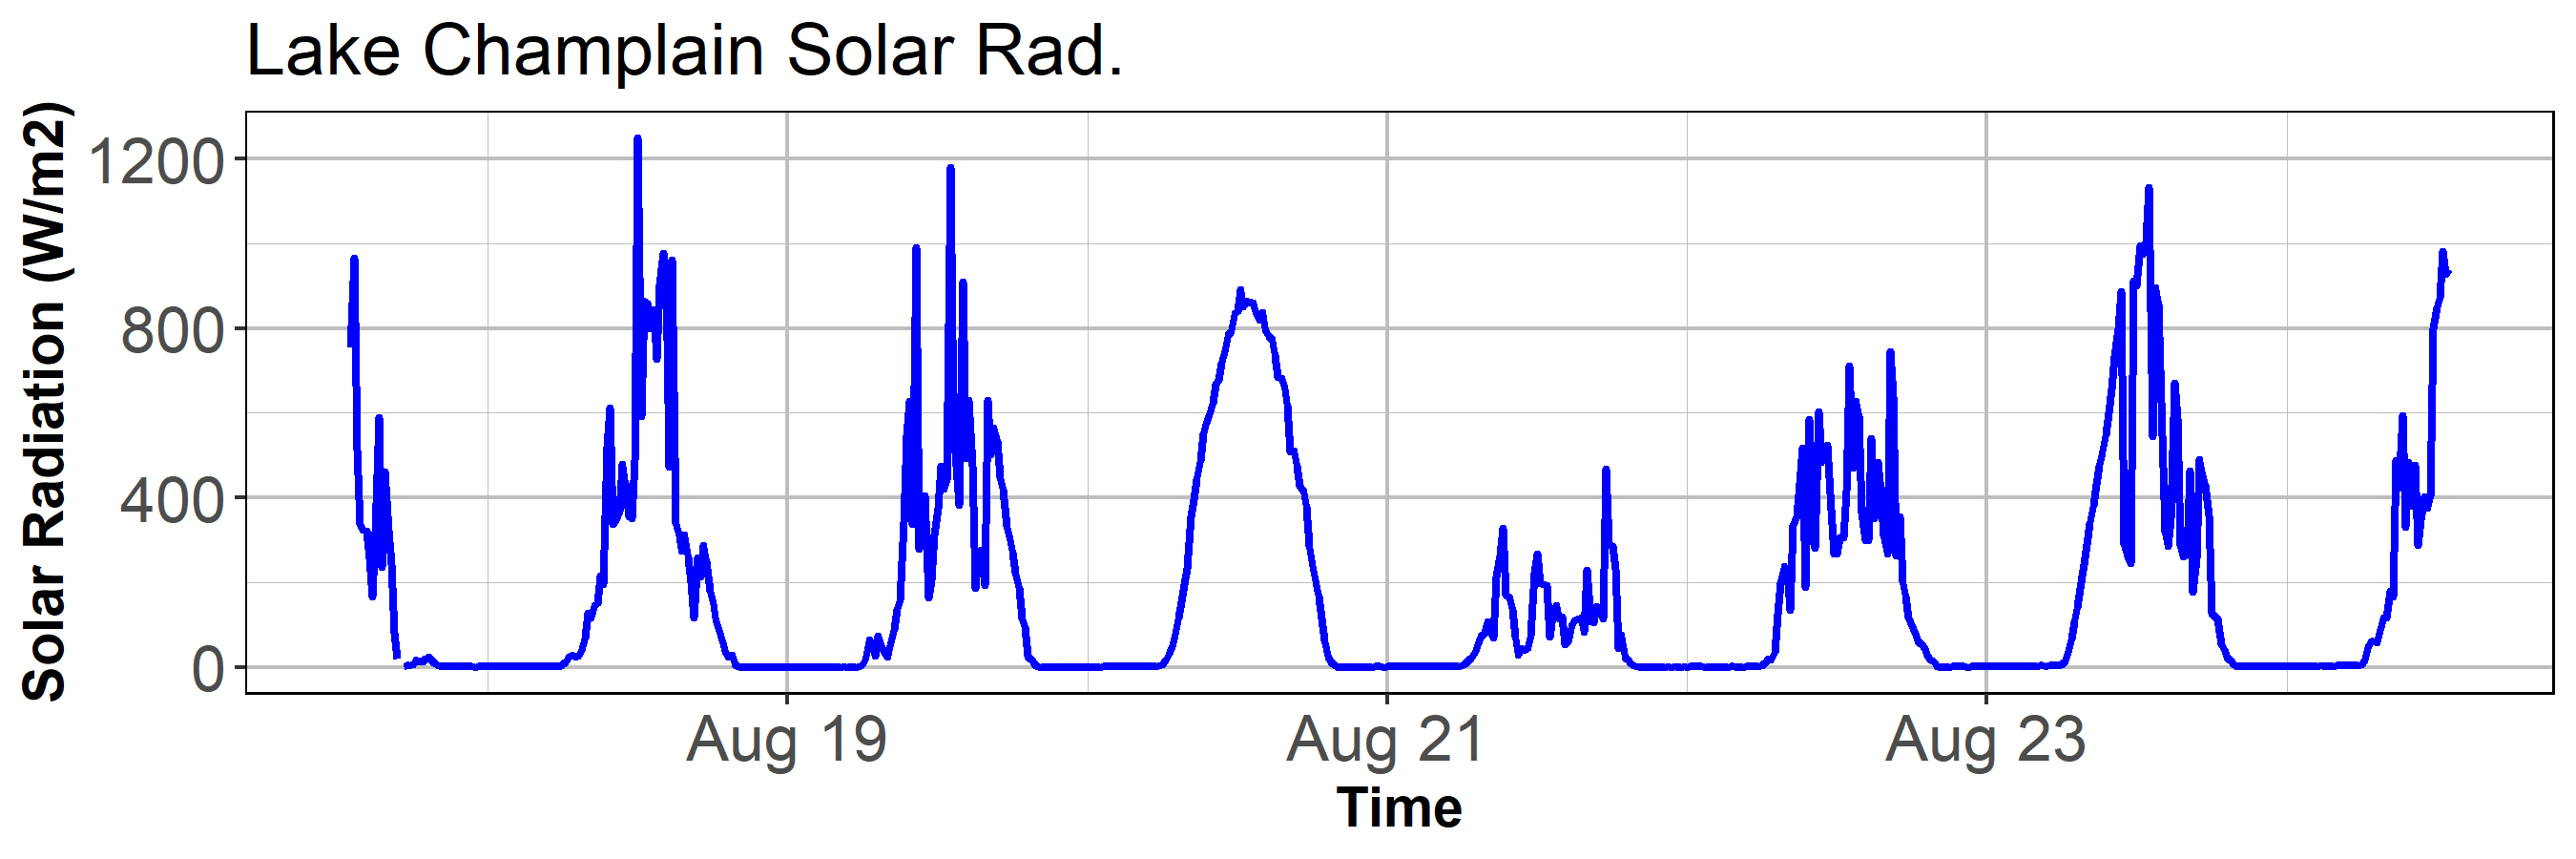 Lake Champlain Solar Rad.
Solar Radiation (W/m2)
1200
800
400
0
Aug 19 Aug 21 Aug 23
Time